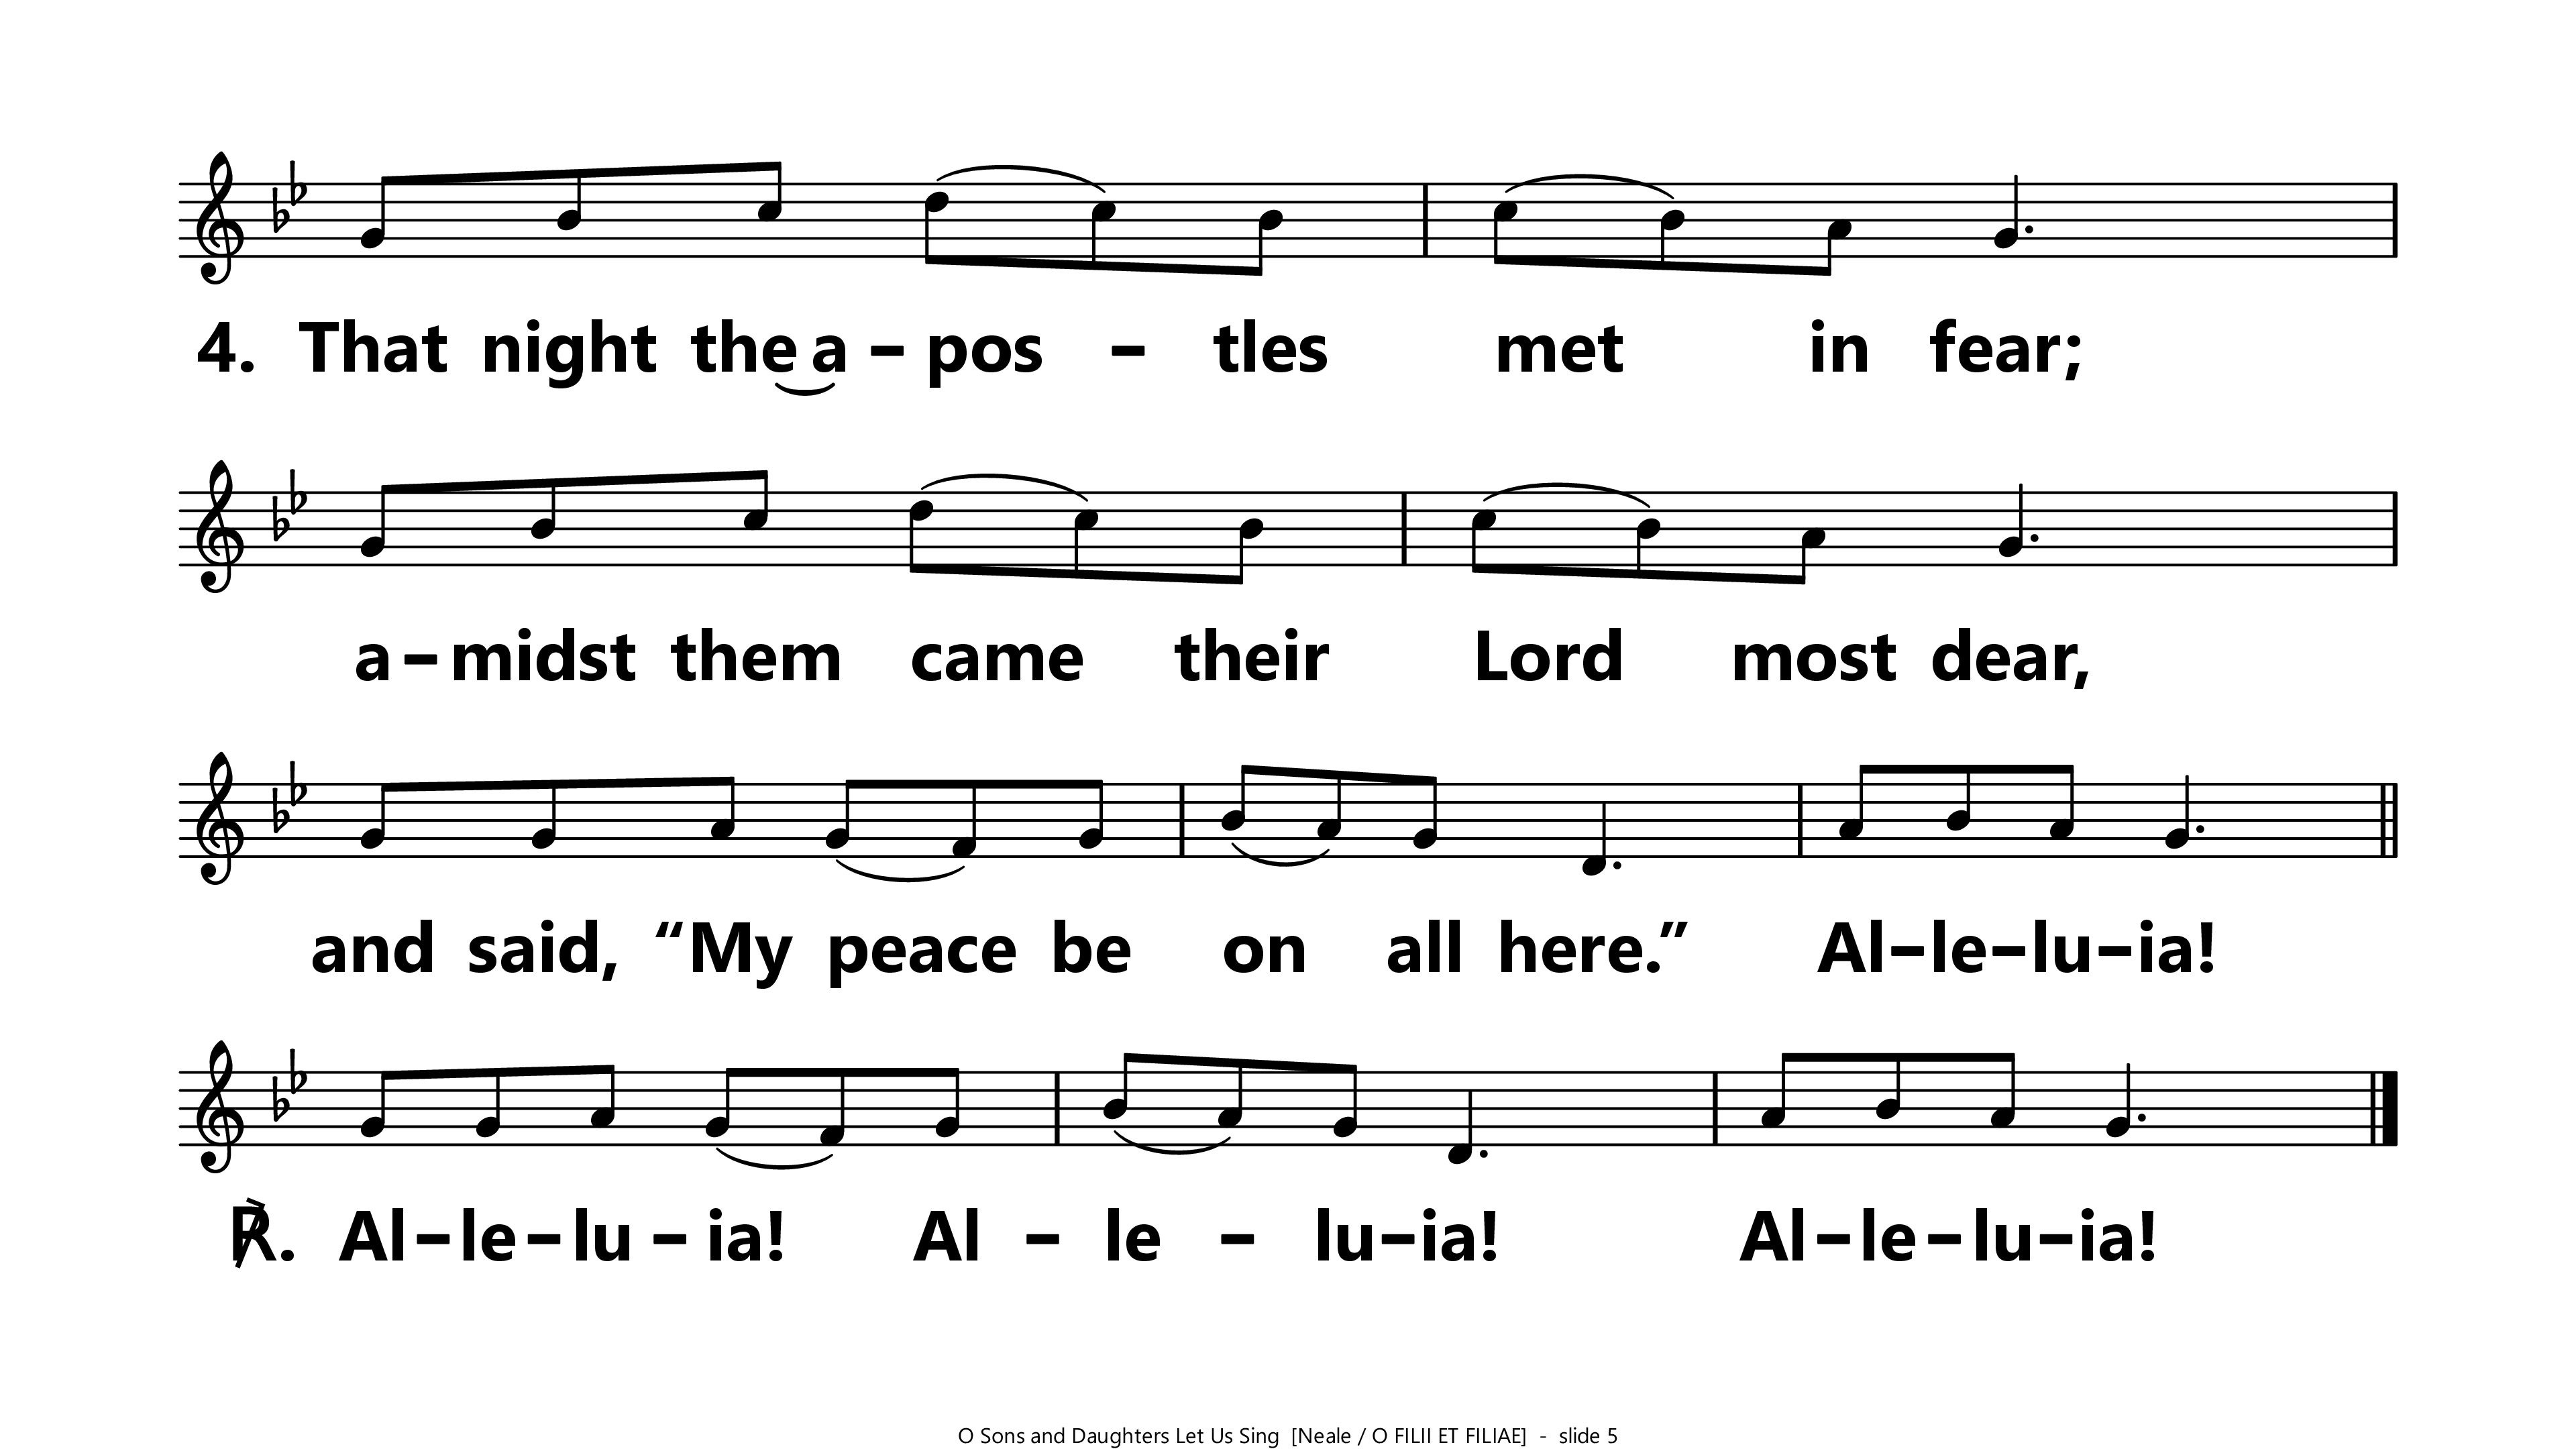 4. That night the a – pos – tles met in fear;
a – midst them came their Lord most dear,
and said, “My peace be on all here.” Al – le – lu – ia!
℟. Al – le – lu – ia! Al – le – lu – ia! Al – le – lu – ia!
O Sons and Daughters Let Us Sing [Neale / O FILII ET FILIAE] - slide 5